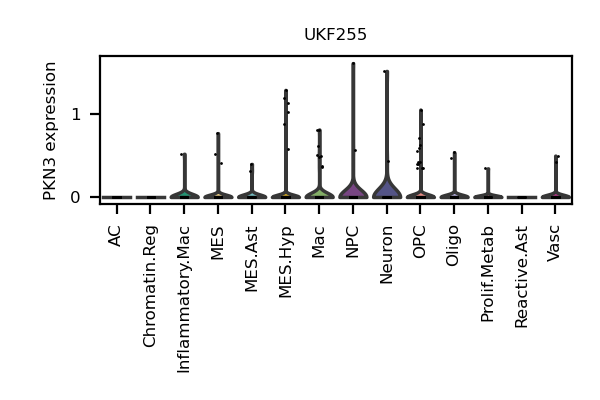 UKF255
PKN3 expression
1
0
AC
Chromatin.Reg
Inflammatory.Mac
MES
MES.Ast
MES.Hyp
Mac
NPC
Neuron
OPC
Oligo
Prolif.Metab
Reactive.Ast
Vasc